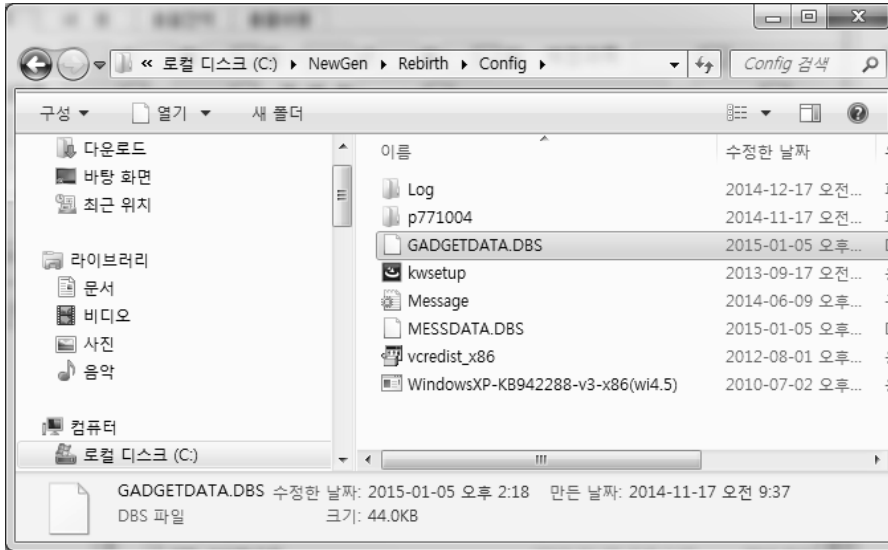 « 로컬 디스크 (C:) ▸ NewGen ▸ Rebirth ▸ Config ▸
Config 검색
구성 ▼ 열기 ▼ 새 폴더
다운로드
바탕 화면
최근 위치
라이브러리
문서
비디오
사진
음악
컴퓨터
로컬 디스크 (C:)
이름 수정한 날짜
Log 2014-12-17 오전...
p771004 2014-11-17 오전...
GADGETDATA.DBS 2015-01-05 오후...
kwsetup 2013-09-17 오전...
Message 2014-06-09 오후...
MESSDATA.DBS 2015-01-05 오후...
vcredist_x86 2012-08-01 오후...
WindowsXP-KB942288-v3-x86(wi4.5) 2010-07-02 오후...
GADGETDATA.DBS 수정한 날짜: 2015-01-05 오후 2:18 만든 날짜: 2014-11-17 오전 9:37
DBS 파일 크기: 44.0KB